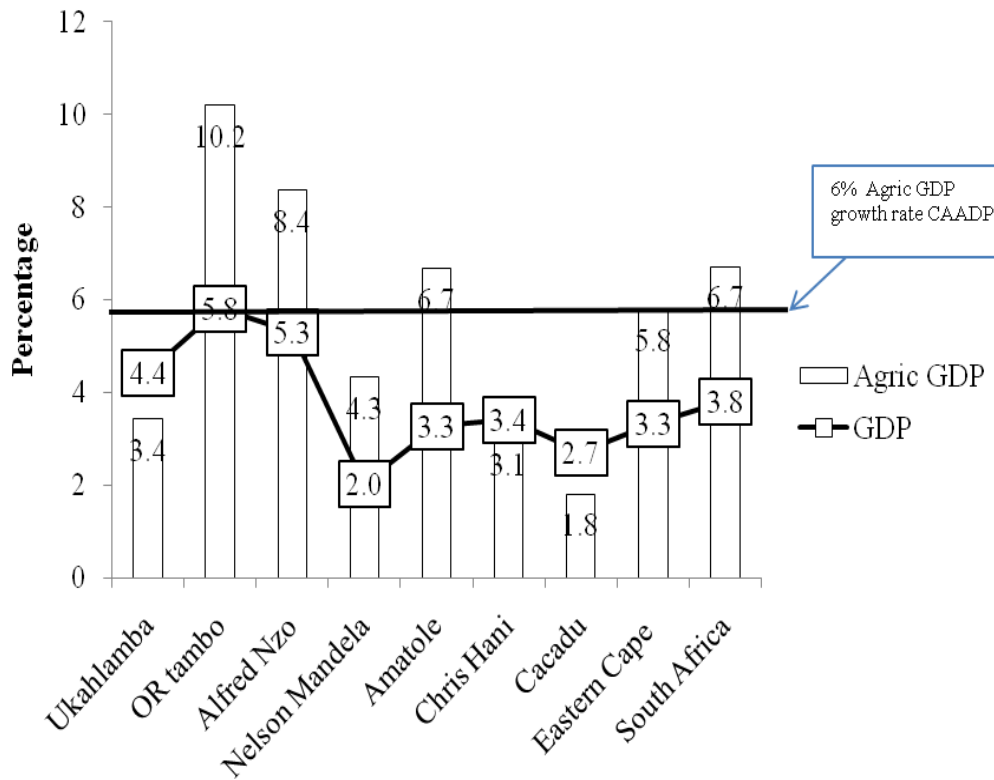 12
10
8
6
4
2
0
Percentage
10.2
8.4
6.7
6.7
5.8
5.8
5.3
4.4
4.3
3.4
3.3
3.4
3.1
2.7
3.3
3.8
2.0
1.8
6% Agric GDP
growth rate CAADP
Agric GDP
GDP
Ukahlamba
OR tambo
Alfred Nzo
Nelson Mandela
Amatole
Chris Hani
Cacadu
Eastern Cape
South Africa